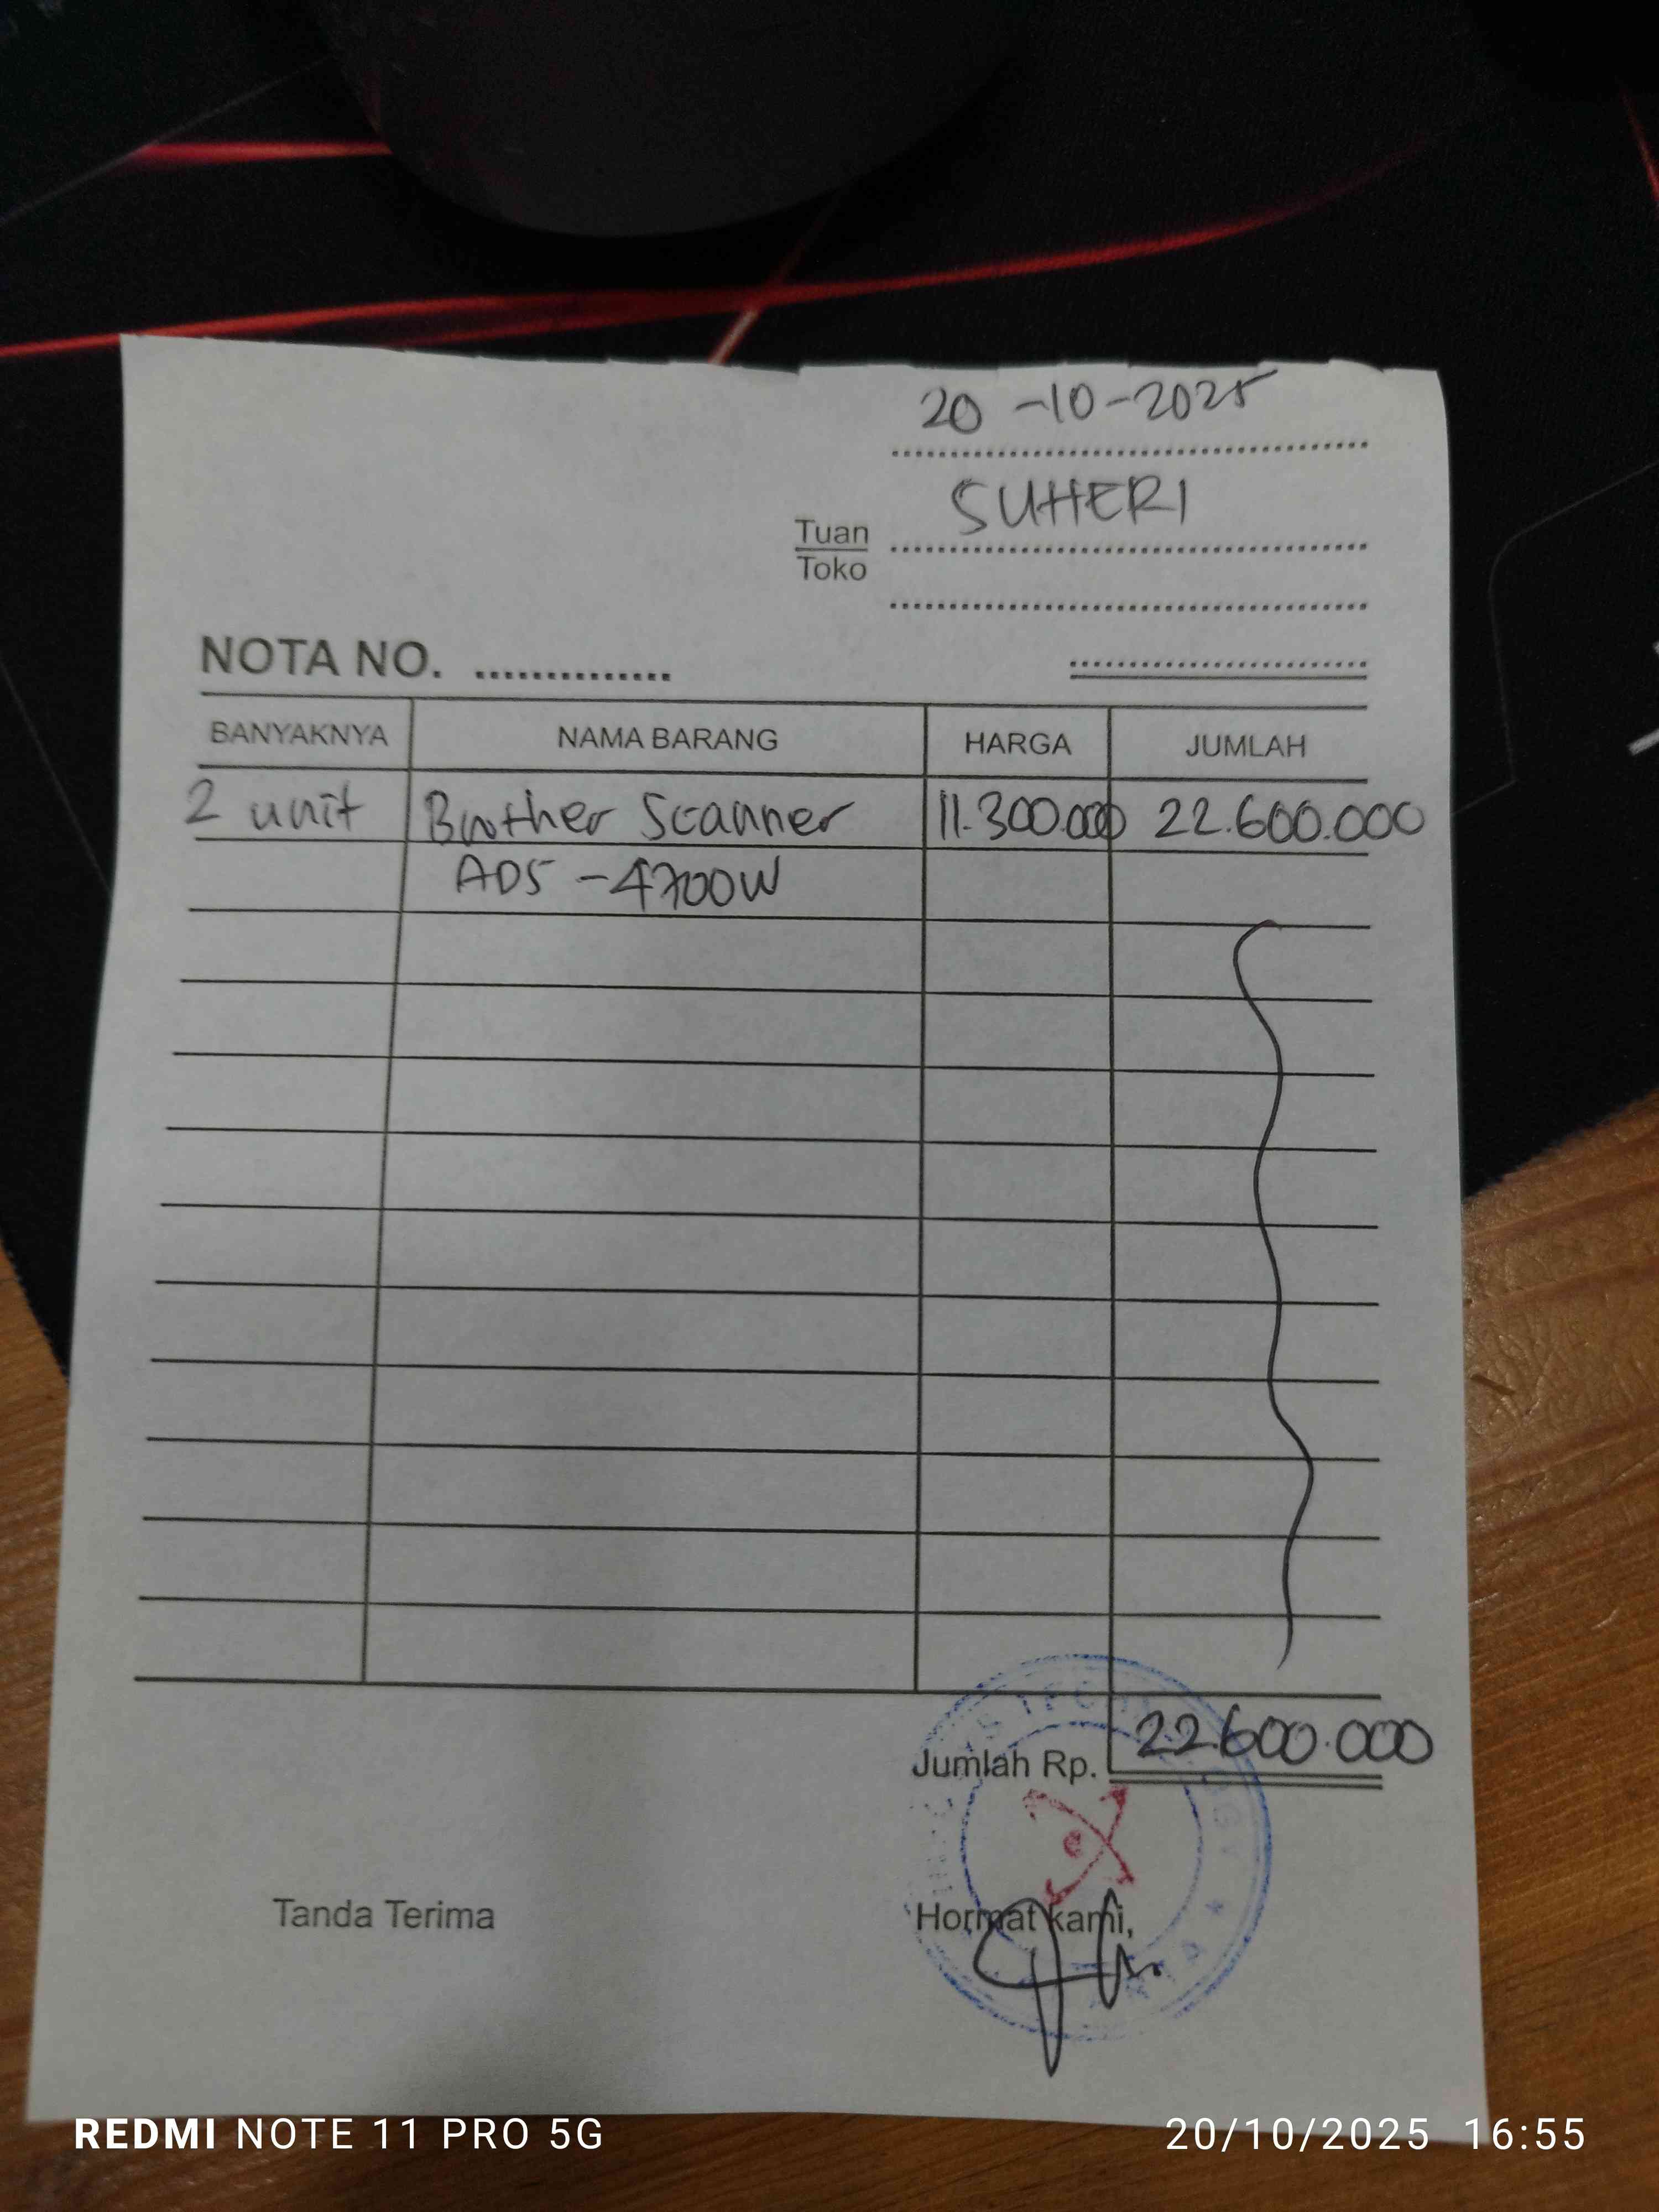 20-10-2025
SUHERI
Tuan
Toko
NOTA NO. ..............
BANYAKNYA NAMA BARANG HARGA JUMLAH
2 unit Brother Scanner 11.300.000 22.600.000
ADS-4700W
Jumlah Rp. 22.600.000
Tanda Terima Hormat kami,
REDMI NOTE 11 PRO 5G 20/10/2025 16:55